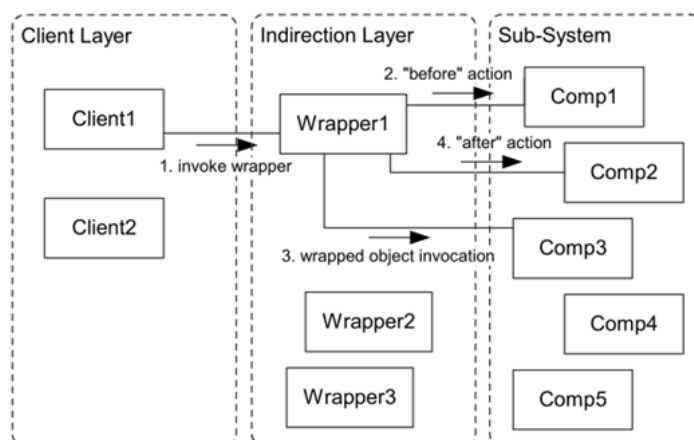 Client Layer
Indirection Layer
Sub-System
Client1
Client2
1. invoke wrapper
Wrapper1
2. "before" action
Comp1
4. "after" action
Comp2
3. wrapped object invocation
Comp3
Wrapper2
Wrapper3
Comp4
Comp5